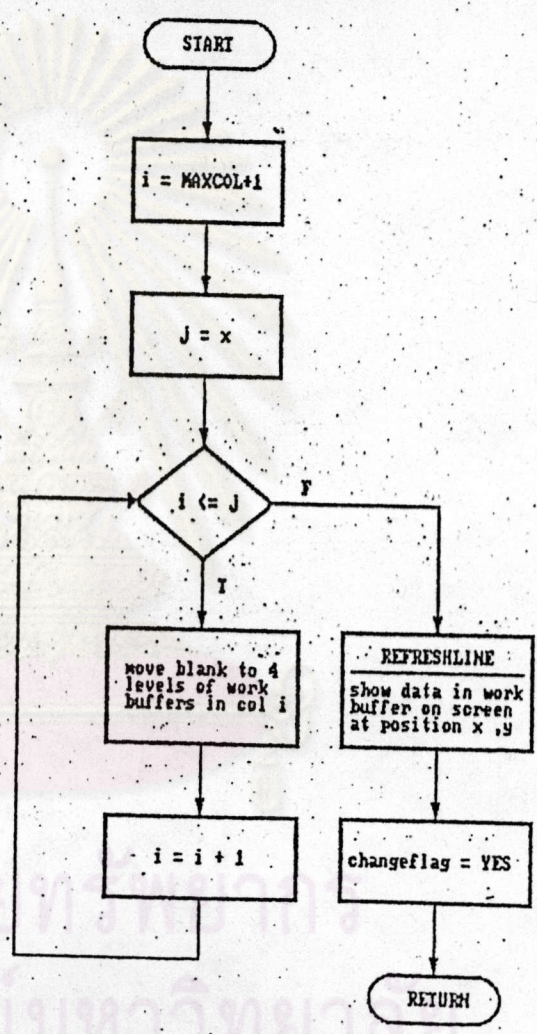 START
i = MAXCOL+1
J = x
i <= J
F
T
move blank to 4
levels of work
buffers in col i
REFRESHLINE
show data in work
buffer on screen
at position x ,y
i = i + 1
changeflag = YES
RETURN